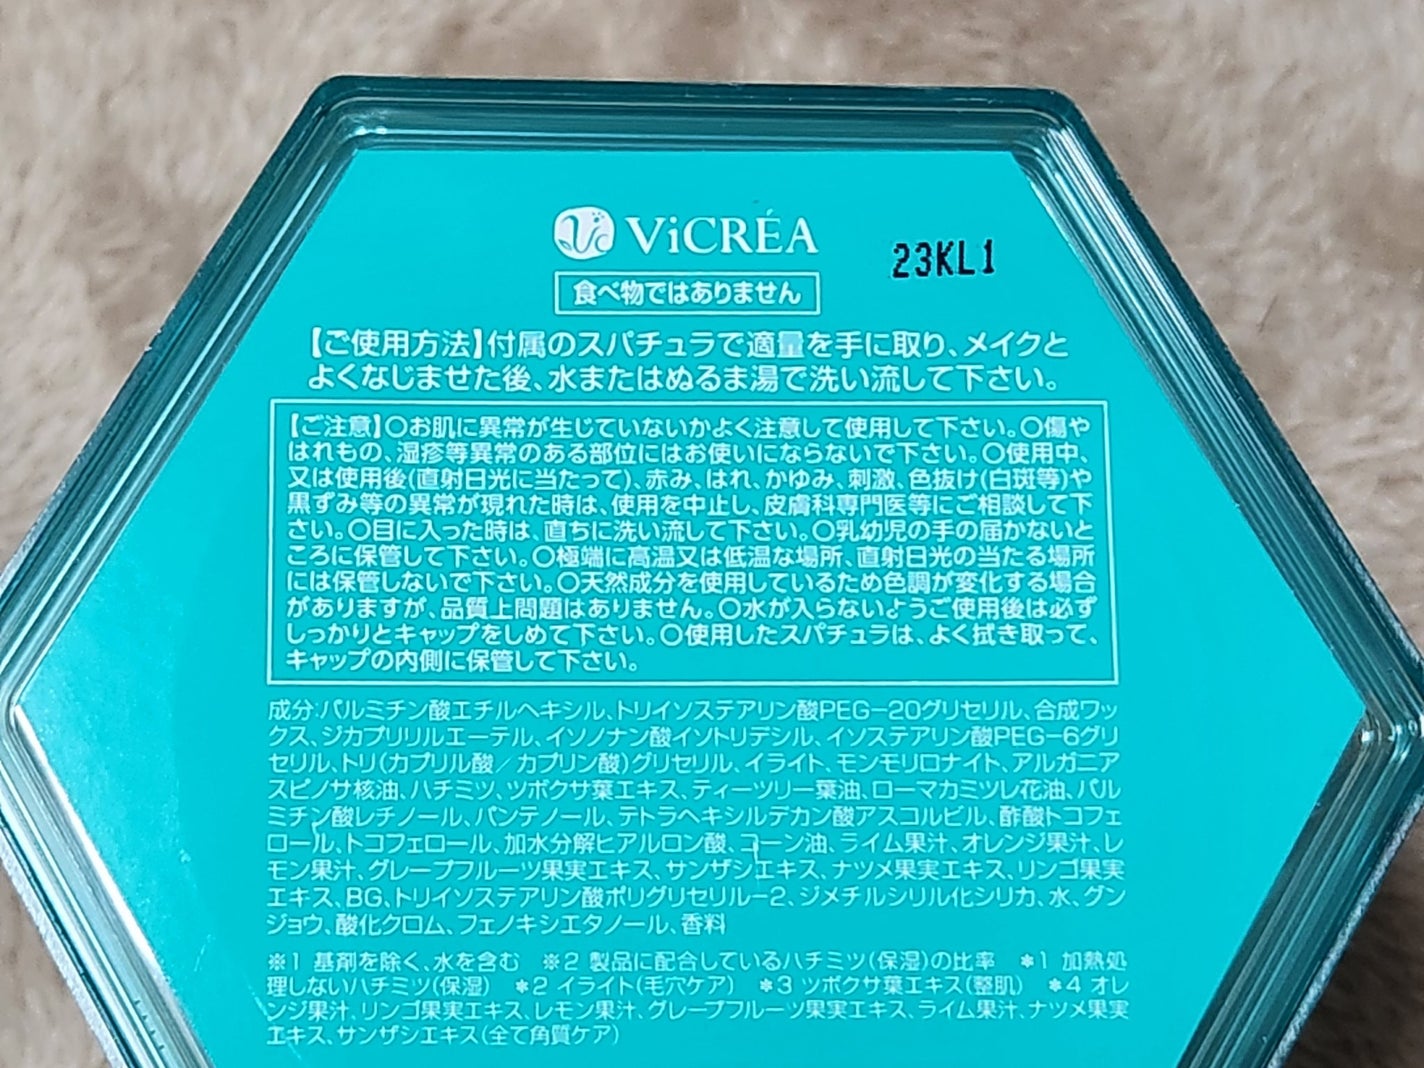 ViCRÉA
23KL1
食べ物ではありません
【ご使用方法】付属のスパチュラで適量を手に取り、メイクと
よくなじませた後、水またはぬるま湯で洗い流して下さい。
【ご注意】〇お肌に異常が生じていないかよく注意して使用して下さい。〇傷や
はれもの、湿疹等異常のある部位にはお使いにならないで下さい。〇使用中、
又は使用後(直射日光に当たって)、赤み、はれ、かゆみ、刺激、色抜け(白斑等)や
黒ずみ等の異常が現れた時は、使用を中止し、皮膚科専門医等にご相談して下
さい。〇目に入った時は、直ちに洗い流して下さい。〇乳幼児の手の届かないと
ころに保管して下さい。〇極端に高温又は低温な場所、直射日光の当たる場所
には保管しないで下さい。〇天然成分を使用しているため色調が変化する場合
がありますが、品質上問題はありません。〇水が入らないようご使用後は必ず
しっかりとキャップをしめて下さい。〇使用したスパチュラは、よく拭き取って、
キャップの内側に保管して下さい。
成分:パルミチン酸エチルヘキシル、トリイソステアリン酸PEG-20グリセリル、合成ワッ
クス、ジカプリリルエーテル、イソノナン酸イソトリデシル、イソステアリン酸PEG-6グリ
セリル、トリ(カプリル酸/カプリン酸)グリセリル、イライト、モンモリロナイト、アルガニア
スピノサ核油、ハチミツ、ツボクサ葉エキス、ティーツリー葉油、ローマカミツレ花油、パル
ミチン酸レチノール、パンテノール、テトラヘキシルデカン酸アスコルビル、酢酸トコフェ
ロール、トコフェロール、加水分解ヒアルロン酸、コーン油、ライム果汁、オレンジ果汁、レ
モン果汁、グレープフルーツ果実エキス、サンザシエキス、ナツメ果実エキス、リンゴ果実
エキス、BG、トリイソステアリン酸ポリグリセリル-2、ジメチルシリル化シリカ、水、グン
ジョウ、酸化クロム、フェノキシエタノール、香料
※1 基剤を除く、水を含む ※2 製品に配合しているハチミツ(保湿)の比率 *1 加熱処
理しないハチミツ(保湿) *2 イライト(毛穴ケア) *3 ツボクサ葉エキス(整肌) *4 オレ
ンジ果汁、リンゴ果実エキス、レモン果汁、グレープフルーツ果実エキス、ライム果汁、ナツメ果実
エキス、サンザシエキス(全て角質ケア)